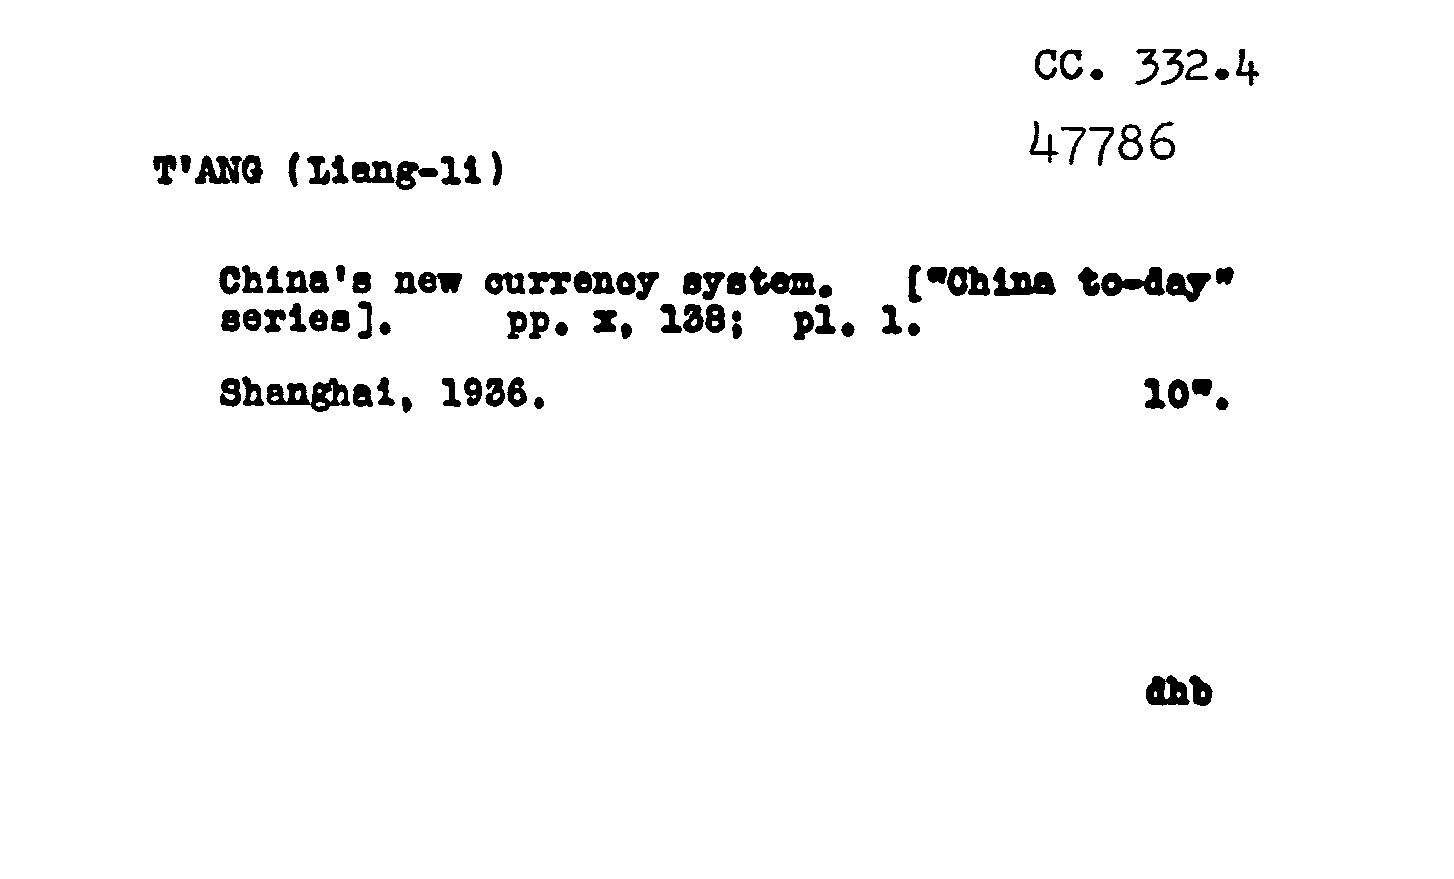 CC. 332.4
47786
T'ANG (Liang-li)
China's new currency system. ["China to-day"
series]. pp. x, 138; pl. 1.
Shanghai, 1936. 10".
dhb